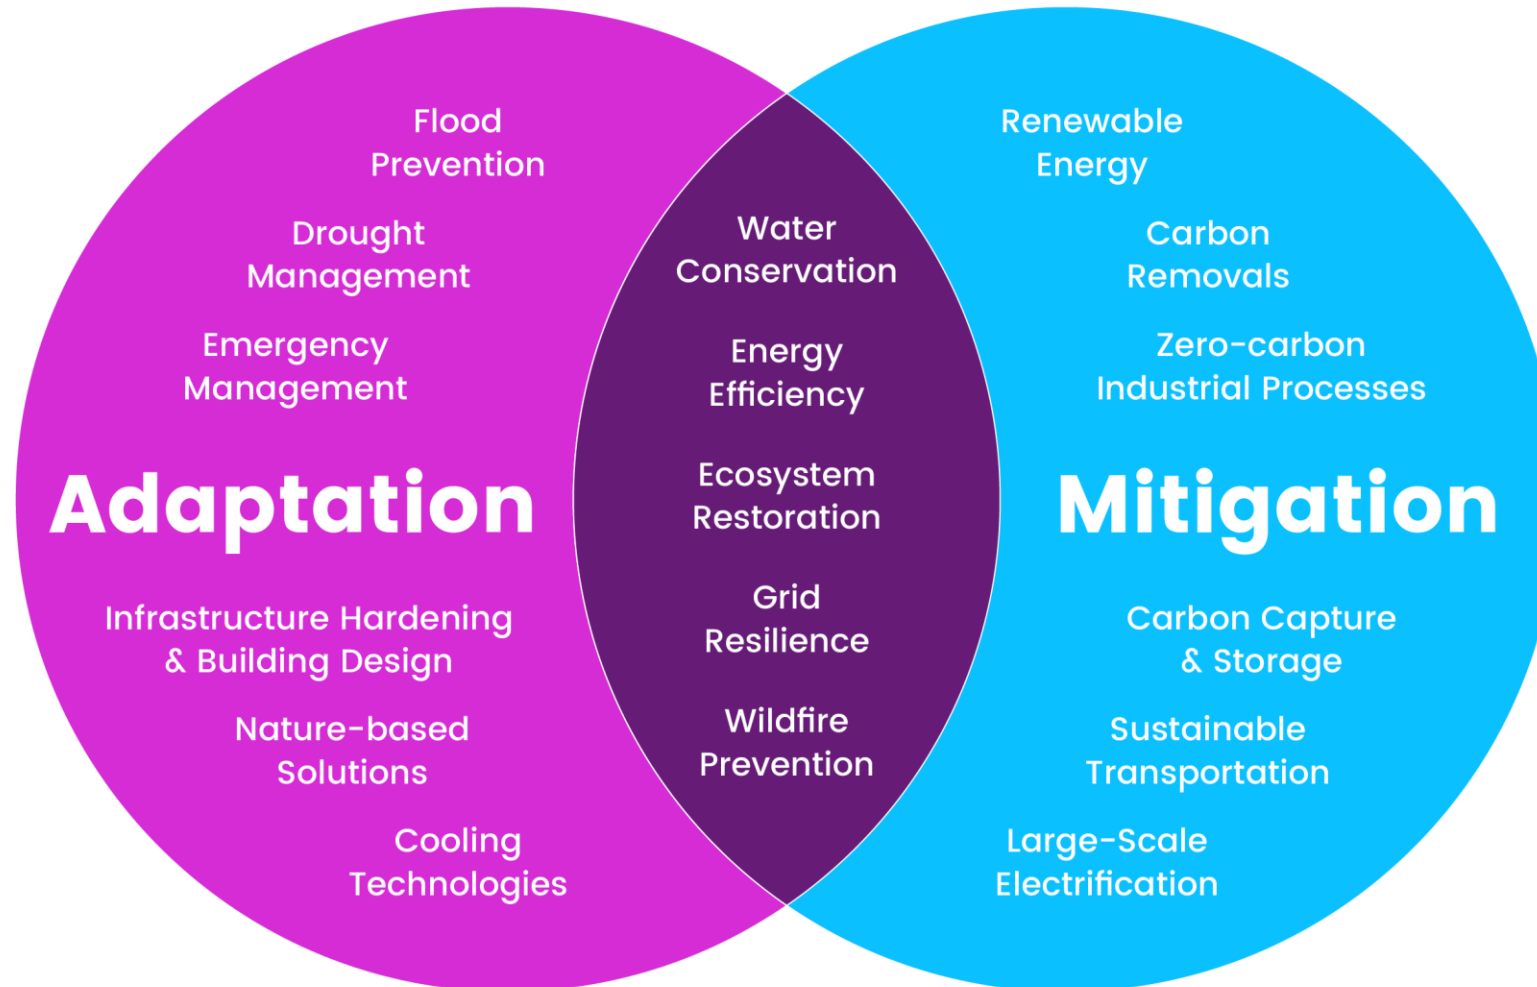 Flood
Prevention
Drought
Management
Emergency
Management
Adaptation
Infrastructure Hardening
& Building Design
Nature-based
Solutions
Cooling
Technologies
Water
Conservation
Energy
Efficiency
Ecosystem
Restoration
Grid
Resilience
Wildfire
Prevention
Renewable
Energy
Carbon
Removals
Zero-carbon
Industrial Processes
Mitigation
Carbon Capture
& Storage
Sustainable
Transportation
Large-Scale
Electrification